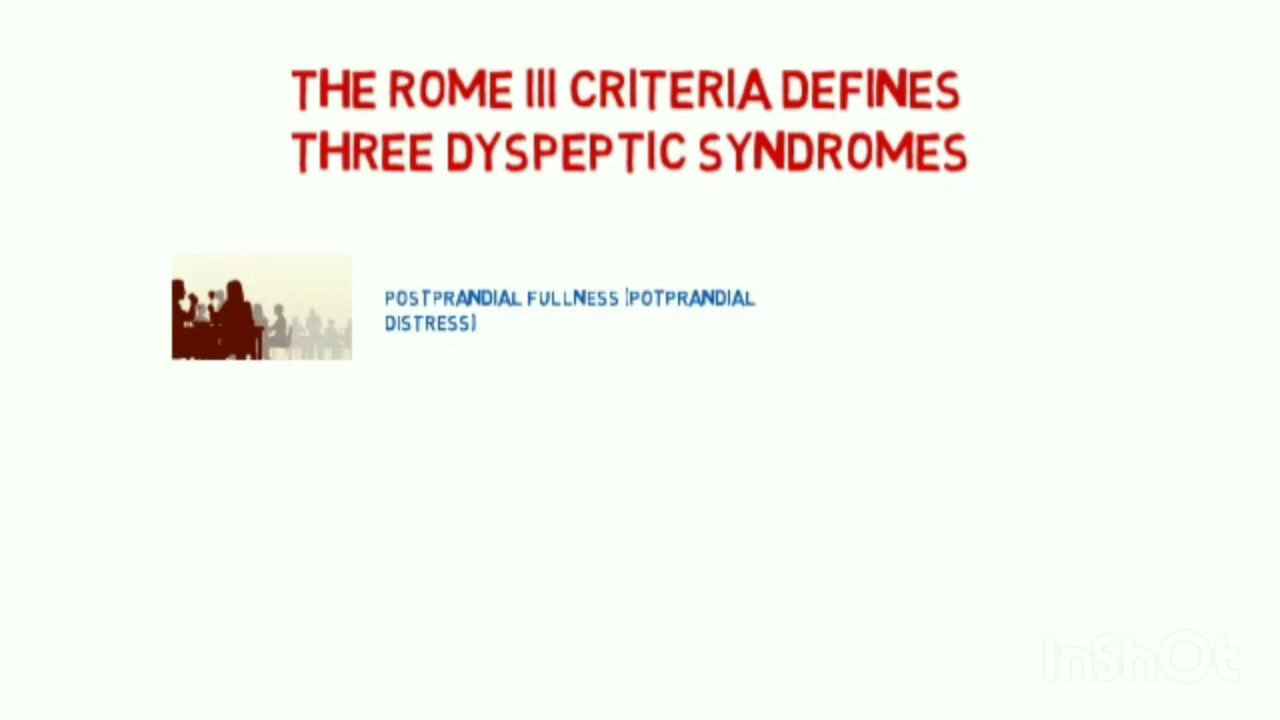 THE ROME III CRITERIA DEFINES
THREE DYSPEPTIC SYNDROMES
POSTPRANDIAL FULLNESS (POTPRANDIAL
DISTRESS)
InShOt